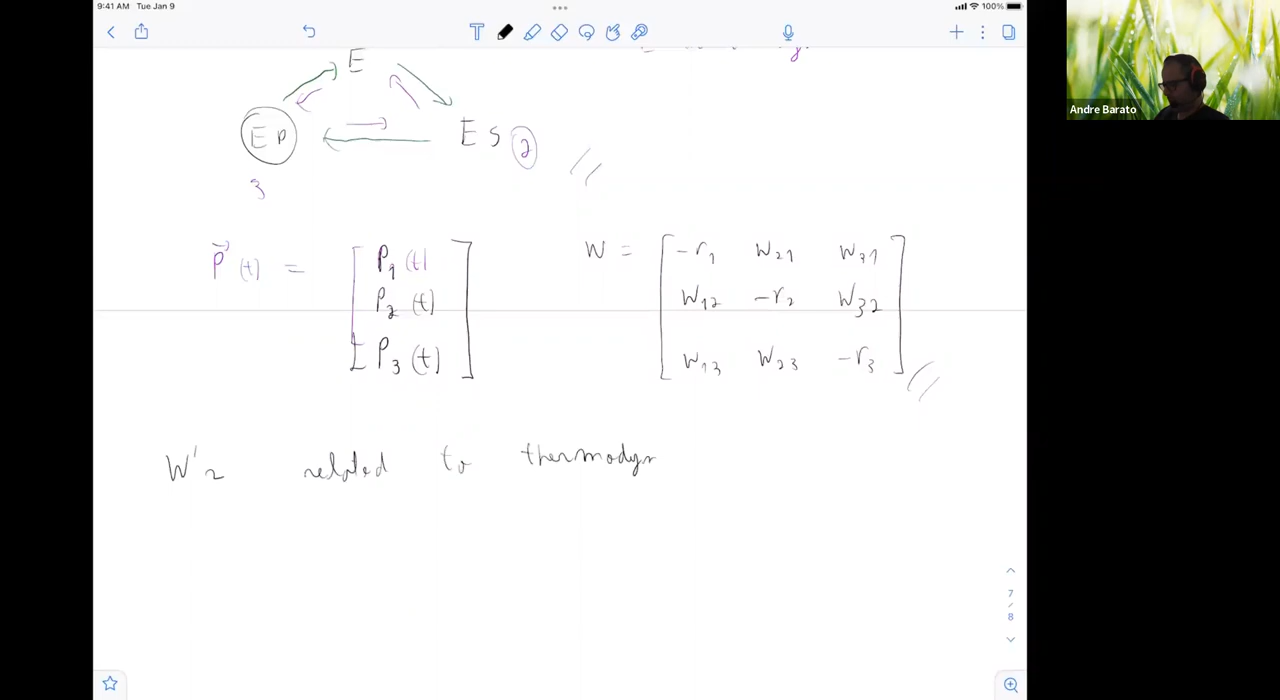 9:41 AM Tue Jan 9
100%
T
Andre Barato
E
EP
ES 2
3
P(t) = [ P1(t)
P2(t)
P3(t) ]
W = [ -r1 W21 W31
W12 -r2 W32
W13 W23 -r3 ]
W's related to thermodyn
7
/
8